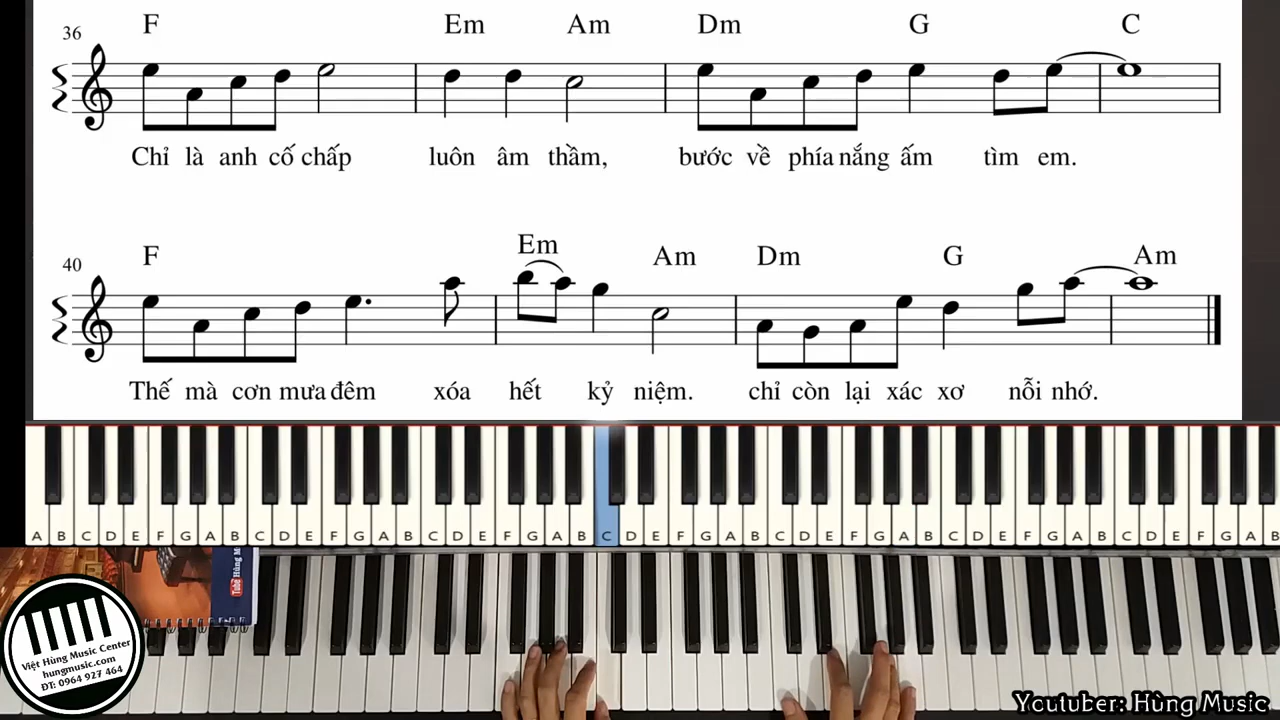 36 F Em Am Dm G C
Chỉ là anh cố chấp luôn âm thầm, bước về phía nắng ấm tìm em.
40 F Em Am Dm G Am
Thế mà cơn mưa đêm xóa hết kỷ niệm. chỉ còn lại xác xơ nỗi nhớ.
A B C D E F G A B C D E F G A B C D E F G A B C D E F G A B C D E F G A B C D E F G A B C D E F G A B
Tube Hùng M
Việt Hùng Music Center
hungmusic.com
ĐT: 0964 927 464
Youtuber: Hùng Music